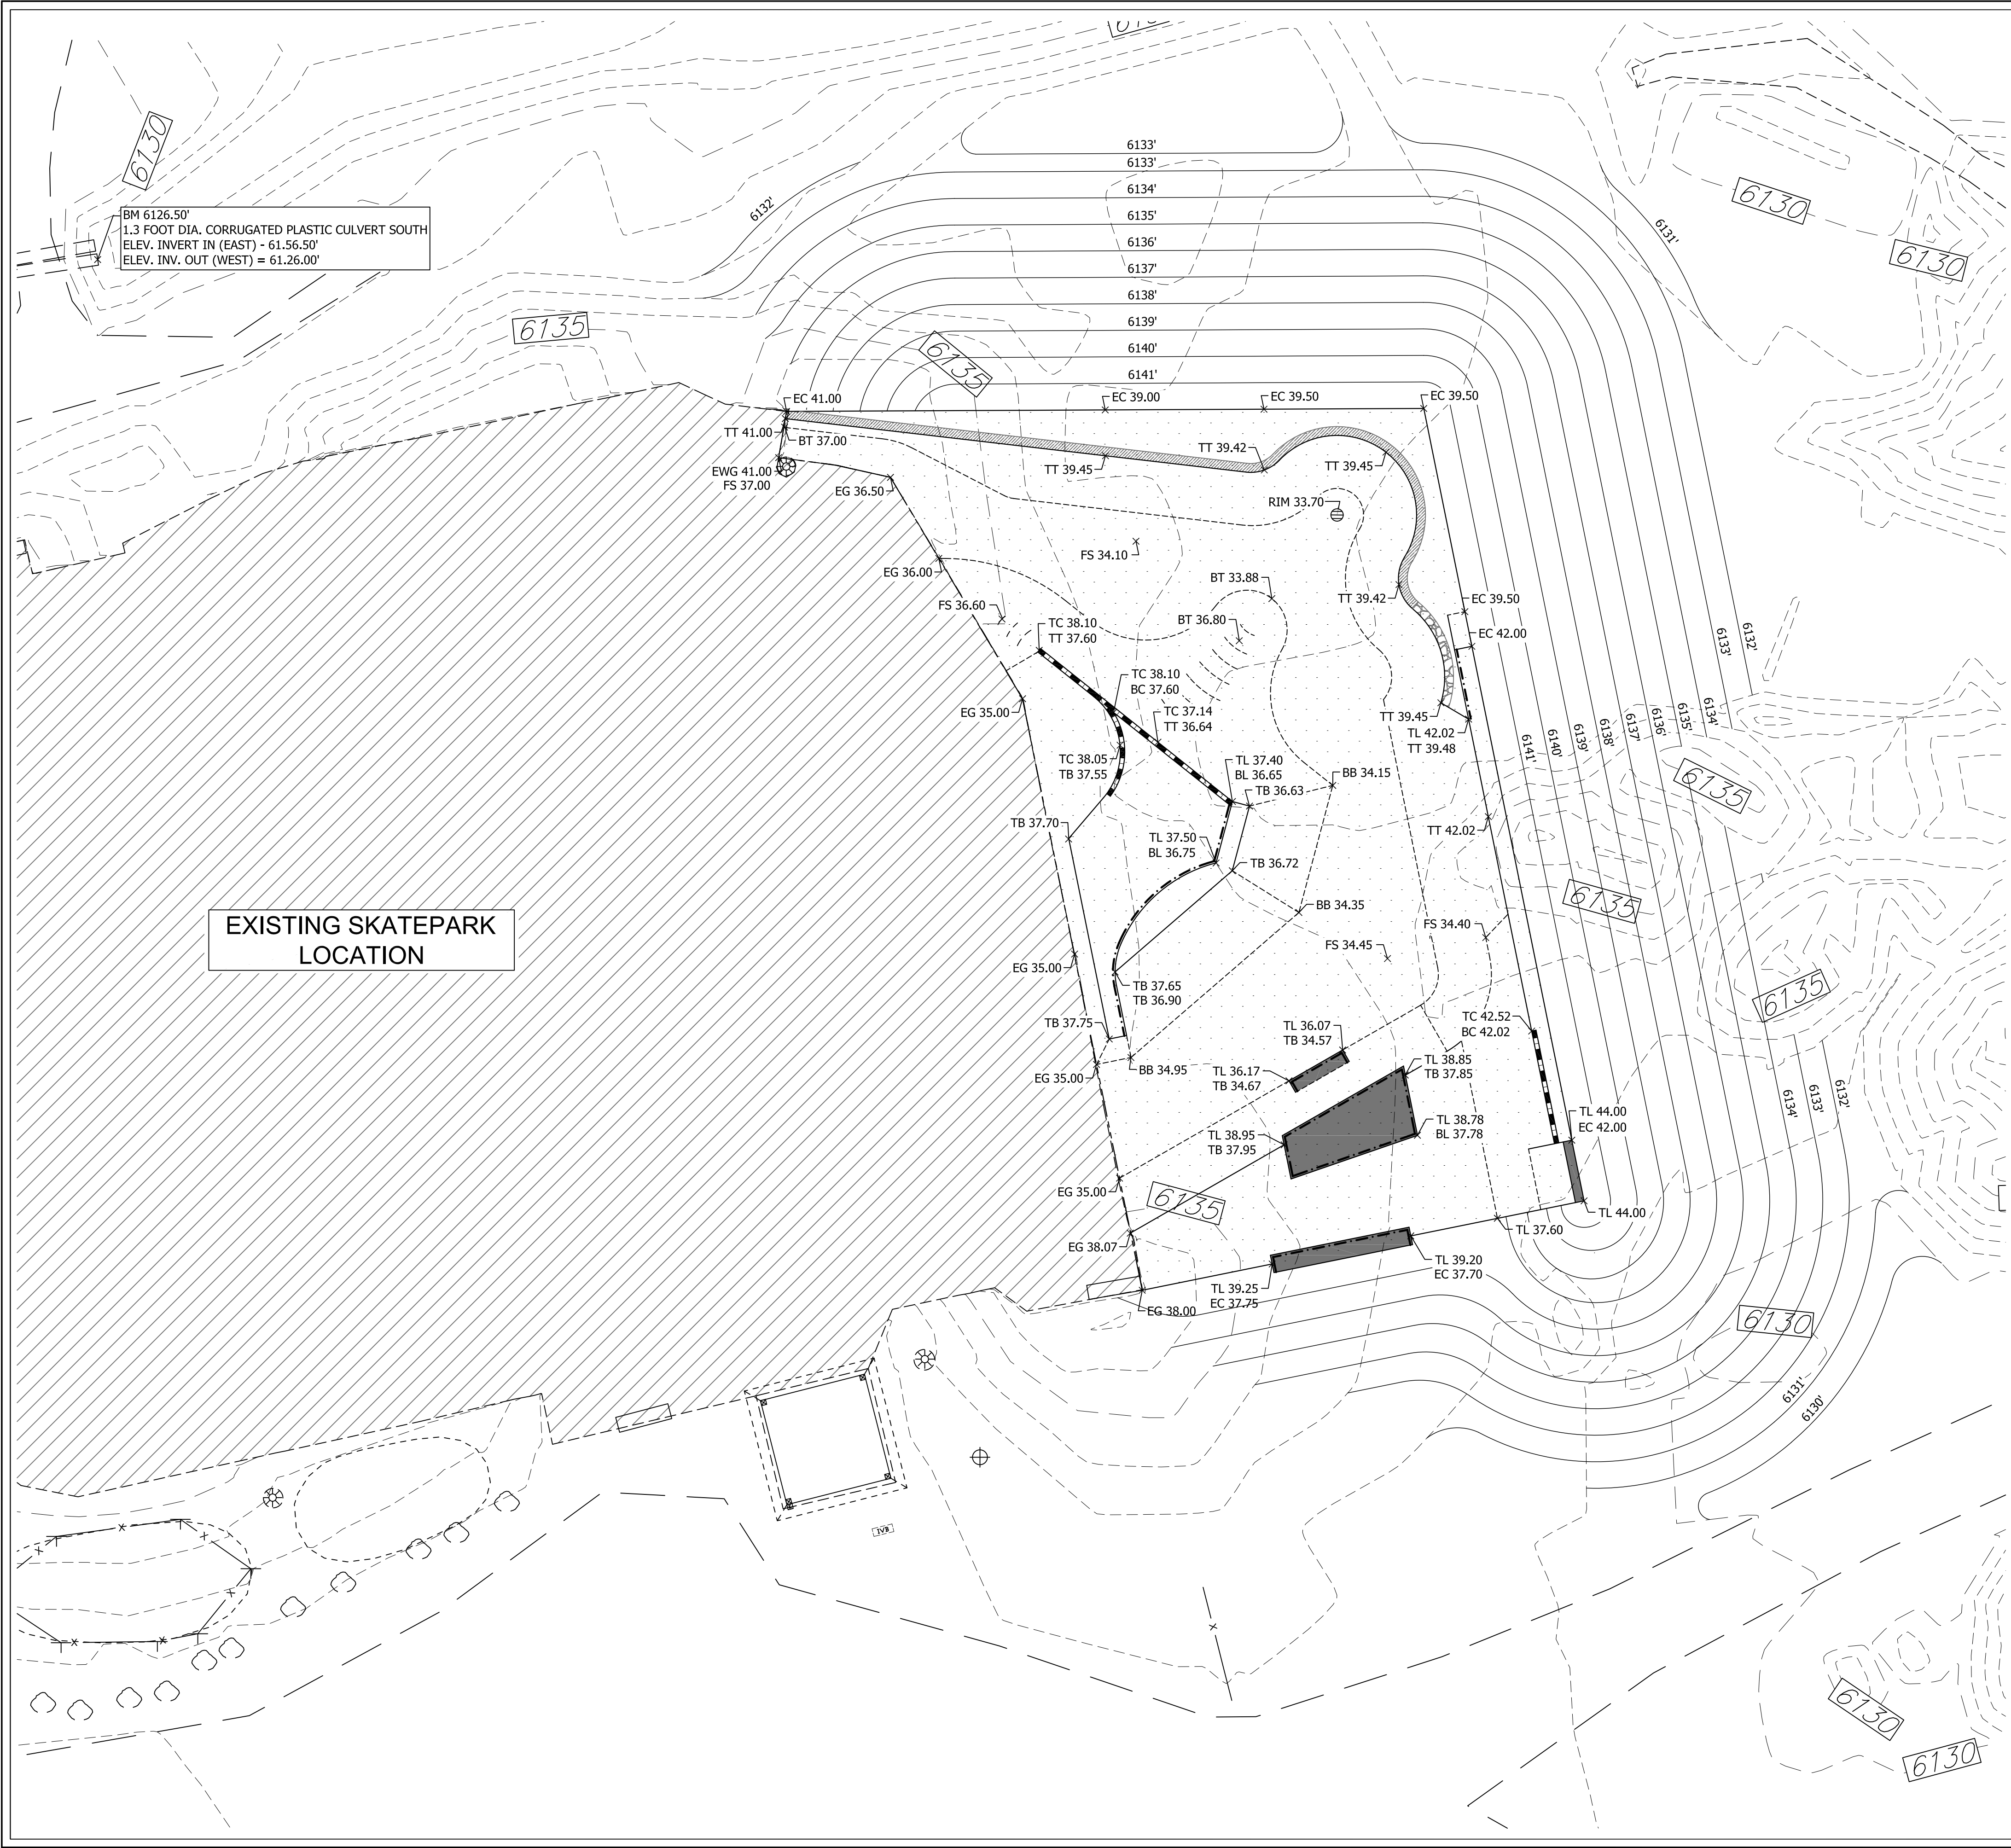 613
6130
BM 6126.50'
1.3 FOOT DIA. CORRUGATED PLASTIC CULVERT SOUTH
ELEV. INVERT IN (EAST) - 61.56.50'
ELEV. INV. OUT (WEST) = 61.26.00'
6132'
6133'
6133'
6134'
6135'
6136'
6137'
6138'
6139'
6140'
6141'
6131'
6130
6130
6135
6135
EC 41.00
EC 39.00
EC 39.50
EC 39.50
TT 41.00
BT 37.00
EWG 41.00
FS 37.00
EG 36.50
TT 39.45
TT 39.42
TT 39.45
RIM 33.70
FS 34.10
EG 36.00
BT 33.88
TT 39.42
EC 39.50
FS 36.60
TC 38.10
TT 37.60
BT 36.80
EC 42.00
TC 38.10
BC 37.60
EG 35.00
TC 37.14
TT 36.64
TT 39.45
TL 42.02
TT 39.48
TC 38.05
TB 37.55
TL 37.40
BL 36.65
TB 36.63
BB 34.15
TB 37.70
TT 42.02
TL 37.50
BL 36.75
TB 36.72
BB 34.35
6132'
6133'
6134'
6135'
6136'
6137'
6138'
6139'
6140'
6141'
6135
6135
6135
EXISTING SKATEPARK
LOCATION
FS 34.40
FS 34.45
EG 35.00
TB 37.65
TB 36.90
TB 37.75
TL 36.07
TB 34.57
TC 42.52
BC 42.02
EG 35.00
BB 34.95
TL 36.17
TB 34.67
TL 38.85
TB 37.85
TL 44.00
EC 42.00
6134'
6133'
6132'
TL 38.95
TB 37.95
TL 38.78
BL 37.78
EG 35.00
6135
TL 44.00
TL 37.60
EG 38.07
TL 39.20
EC 37.70
TL 39.25
EC 37.75
EG 38.00
6130
6131'
6130'
IVB
6130
6130